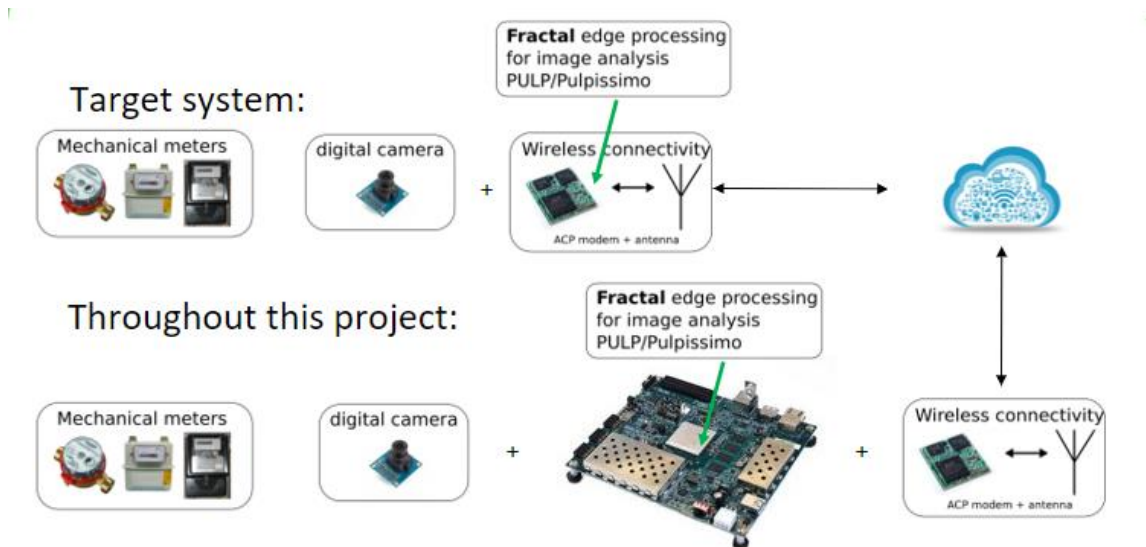 Fractal edge processing
for image analysis
PULP/Pulpissimo
Target system:
Mechanical meters
digital camera
+
Wireless connectivity
ACP modem + antenna
Throughout this project:
Fractal edge processing
for image analysis
PULP/Pulpissimo
Mechanical meters
digital camera
+
+
Wireless connectivity
ACP modem + antenna